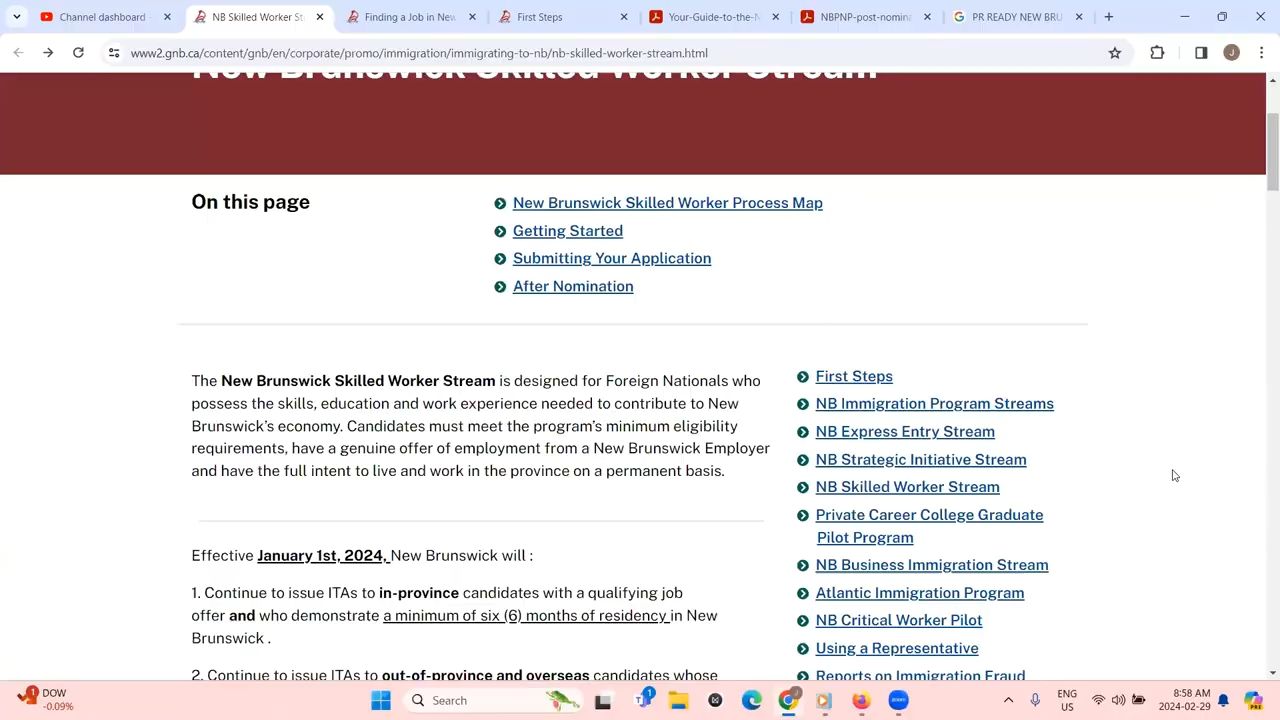 Channel dashboard
NB Skilled Worker St
Finding a Job in New
First Steps
Your-Guide-to-the-N
NBPNP-post-nomina
PR READY NEW BRU
www2.gnb.ca/content/gnb/en/corporate/promo/immigration/immigrating-to-nb/nb-skilled-worker-stream.html
J
New Brunswick Skilled Worker Stream
On this page
New Brunswick Skilled Worker Process Map
Getting Started
Submitting Your Application
After Nomination
The New Brunswick Skilled Worker Stream is designed for Foreign Nationals who
possess the skills, education and work experience needed to contribute to New
Brunswick's economy. Candidates must meet the program's minimum eligibility
requirements, have a genuine offer of employment from a New Brunswick Employer
and have the full intent to live and work in the province on a permanent basis.
Effective January 1st, 2024, New Brunswick will :
1. Continue to issue ITAs to in-province candidates with a qualifying job
offer and who demonstrate a minimum of six (6) months of residency in New
Brunswick .
2. Continue to issue ITAs to out-of-province and overseas candidates whose
First Steps
NB Immigration Program Streams
NB Express Entry Stream
NB Strategic Initiative Stream
NB Skilled Worker Stream
Private Career College Graduate
Pilot Program
NB Business Immigration Stream
Atlantic Immigration Program
NB Critical Worker Pilot
Using a Representative
Reports on Immigration Fraud
1
DOW
-0.09%
Search
1
J
zoom
ENG
US
8:58 AM
2024-02-29
PRE